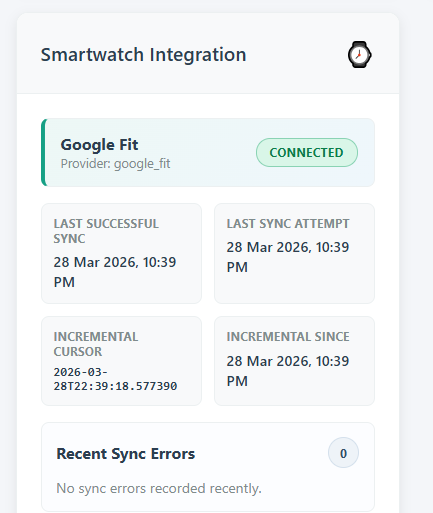 Smartwatch Integration
Google Fit
Provider: google_fit
CONNECTED
LAST SUCCESSFUL
SYNC
28 Mar 2026, 10:39
PM
LAST SYNC ATTEMPT
28 Mar 2026, 10:39
PM
INCREMENTAL
CURSOR
2026-03-
28T22:39:18.577390
INCREMENTAL SINCE
28 Mar 2026, 10:39
PM
Recent Sync Errors
0
No sync errors recorded recently.